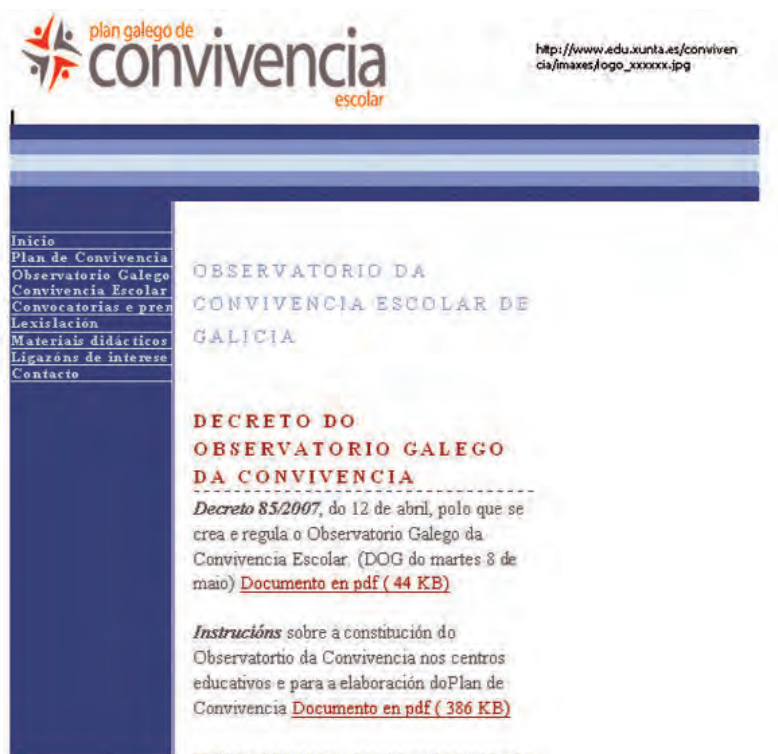 plan galego de
convivencia
escolar
http://www.edu.xunta.es/conviven
cia/imaxes/logo_xxxxxx.jpg
Inicio
Plan de Convivencia
Observatorio Galego
Convivencia Escolar
Convocatorias e prem
Lexislación
Materiais didácticos
Ligazóns de interese
Contacto
OBSERVATORIO DA
CONVIVENCIA ESCOLAR DE
GALICIA
DECRETO DO
OBSERVATORIO GALEGO
DA CONVIVENCIA
Decreto 85/2007, do 12 de abril, polo que se
crea e regula o Observatorio Galego da
Convivencia Escolar. (DOG do martes 8 de
maio) Documento en pdf ( 44 KB)
Instrucións sobre a constitución do
Observatortio da Convivencia nos centros
educativos e para a elaboración doPlan de
Convivencia Documento en pdf ( 386 KB)